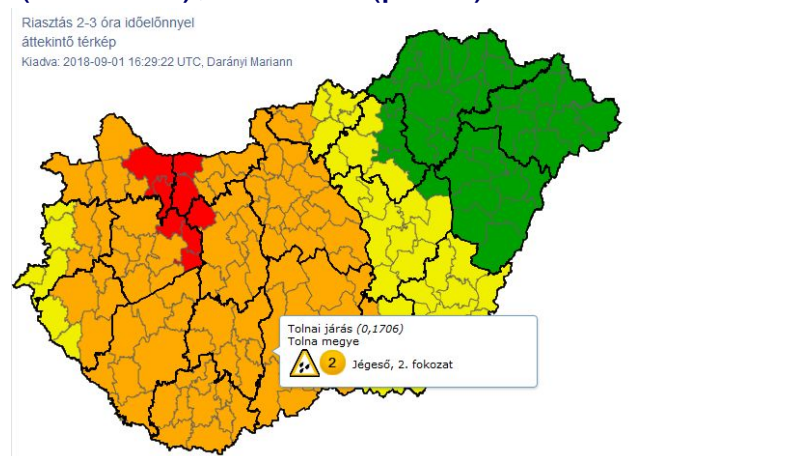 Riasztás 2-3 óra időelőnnyel
áttekintő térkép
Kiadva: 2018-09-01 16:29:22 UTC, Darányi Mariann
Tolnai járás (0,1706)
Tolna megye
2 Jégeső, 2. fokozat